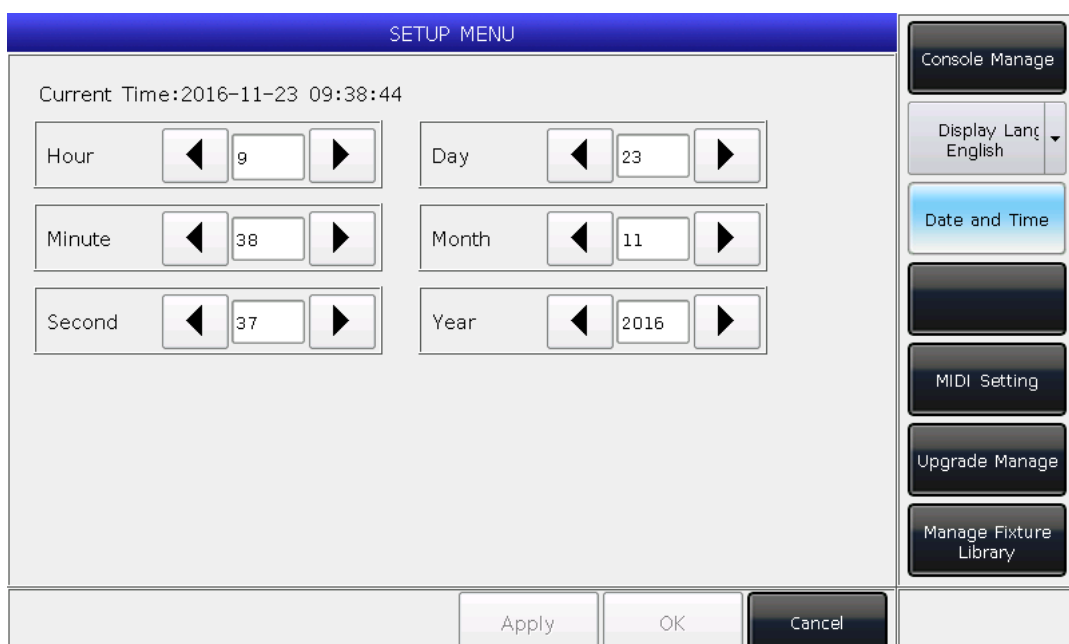 SETUP MENU
Current Time:2016-11-23 09:38:44
Hour 9
Day 23
Minute 38
Month 11
Second 37
Year 2016
Apply
OK
Cancel
Console Manage
Display Lang
English
Date and Time
MIDI Setting
Upgrade Manage
Manage Fixture
Library